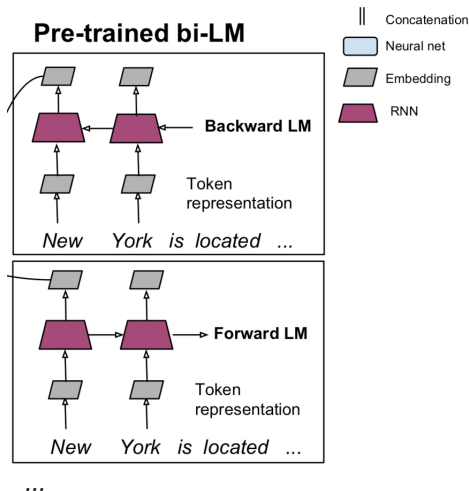 Pre-trained bi-LM
|| Concatenation
Neural net
Embedding
RNN
Backward LM
Token
representation
New York is located ...
Forward LM
Token
representation
New York is located ...
...